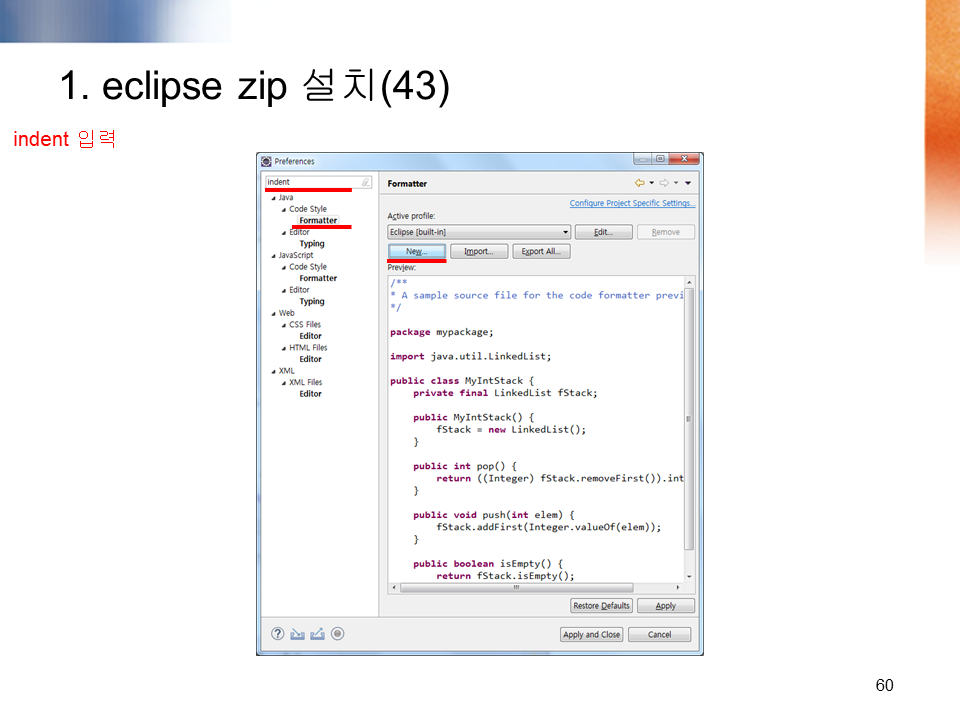 1. eclipse zip 설치(43)
indent 입력
Preferences
indent
Java
Code Style
Formatter
Editor
Typing
JavaScript
Code Style
Formatter
Editor
Typing
Web
CSS Files
Editor
HTML Files
Editor
XML
XML Files
Editor
Formatter
Configure Project Specific Settings...
Active profile:
Eclipse [built-in]
Edit...
Remove
New...
Import...
Export All...
Preview:
/**
* A sample source file for the code formatter previ
*/
package mypackage;
import java.util.LinkedList;
public class MyIntStack {
private final LinkedList fStack;
public MyIntStack() {
fStack = new LinkedList();
}
public int pop() {
return ((Integer) fStack.removeFirst()).int
}
public void push(int elem) {
fStack.addFirst(Integer.valueOf(elem));
}
public boolean isEmpty() {
return fStack.isEmpty();
Restore Defaults
Apply
Apply and Close
Cancel
60